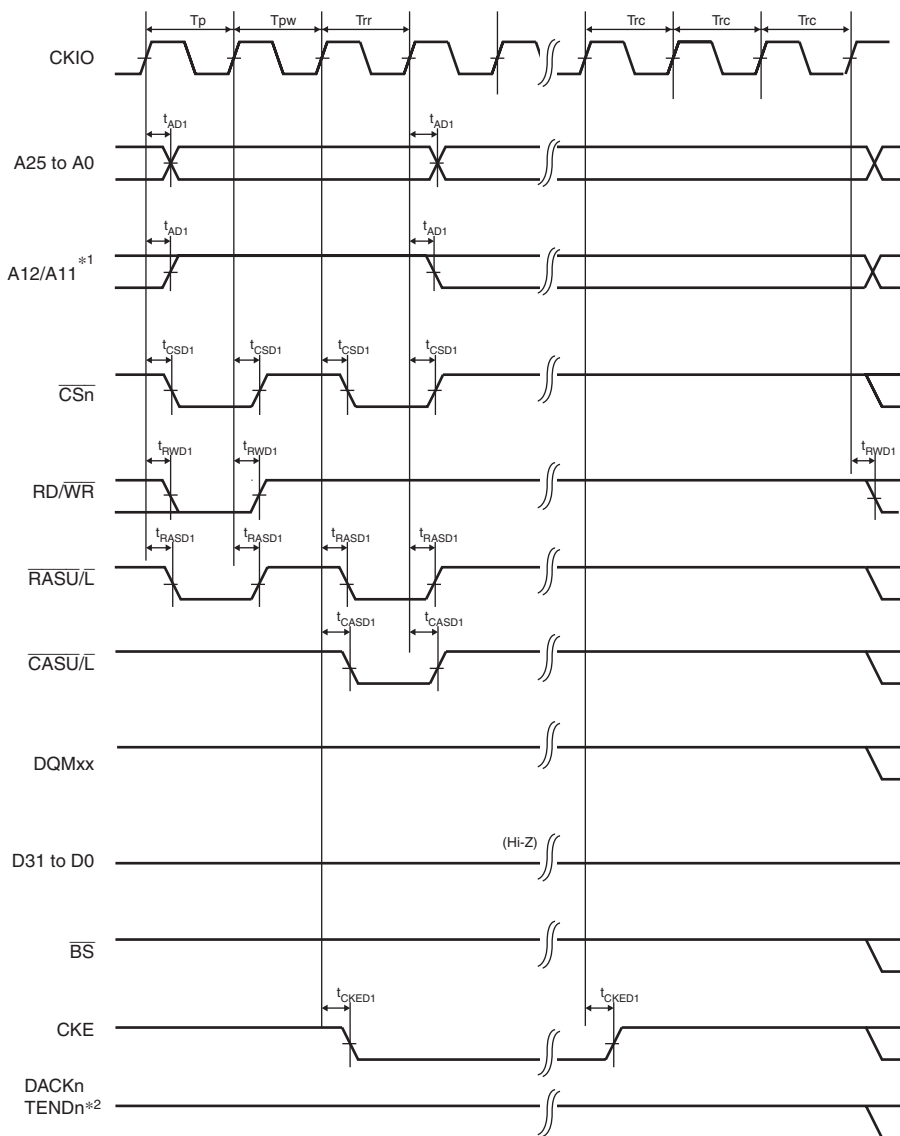 Tp Tpw Trr Trc Trc Trc
CKIO
tAD1 tAD1
A25 to A0
tAD1 tAD1
A12/A11*1
tCSD1 tCSD1 tCSD1 tCSD1
CSn
tRWD1 tRWD1 tRWD1
RD/WR
tRASD1 tRASD1 tRASD1 tRASD1
RASU/L
tCASD1 tCASD1
CASU/L
DQMxx
(Hi-Z)
D31 to D0
BS
tCKED1 tCKED1
CKE
DACKn
TENDn*2